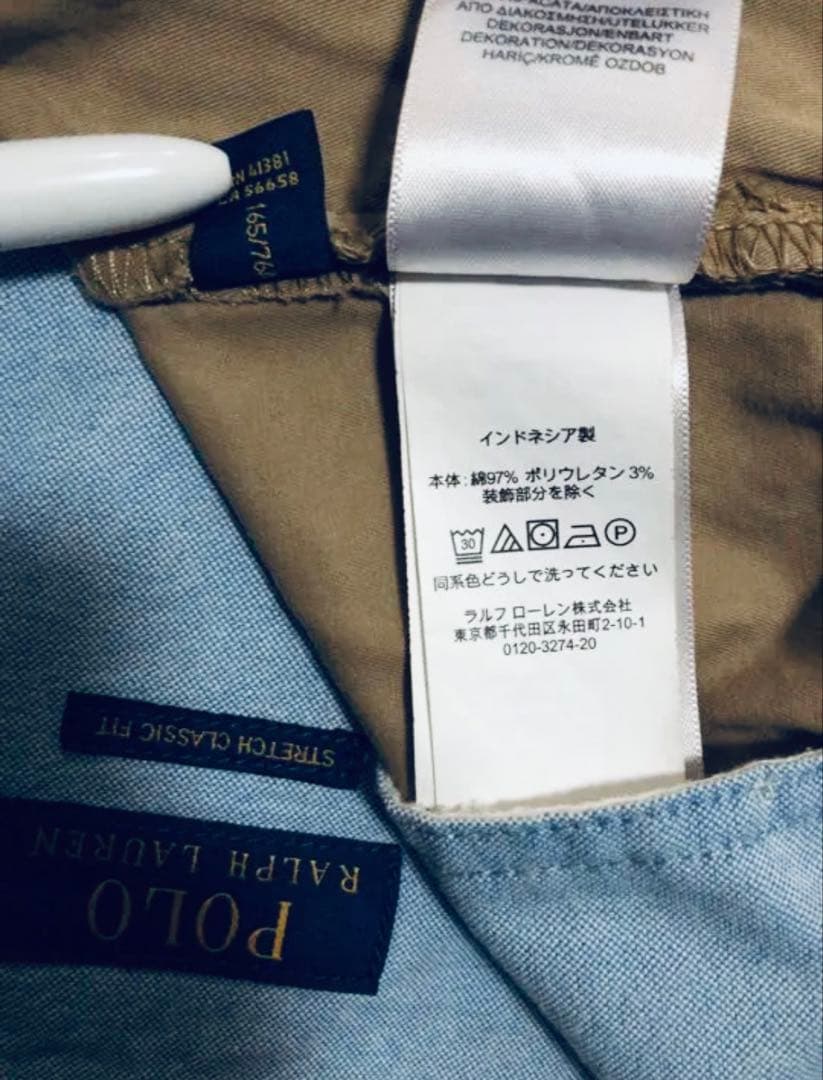 ΑΠΟ ΔΙΑΚΟΣΜΗΣΗ/UTELUKKER
DEKORASJON/ENBART
DEKORATION/DEKORASYON
HARİÇ/KROMĚ OZDOB
41381
56658
165/76
インドネシア製
本体:綿97% ポリウレタン 3%
装飾部分を除く
30
P
同系色どうしで洗ってください
ラルフ ローレン株式会社
東京都千代田区永田町2-10-1
0120-3274-20
STRETCH CLASSIC FIT
POLO
RALPH LAUREN